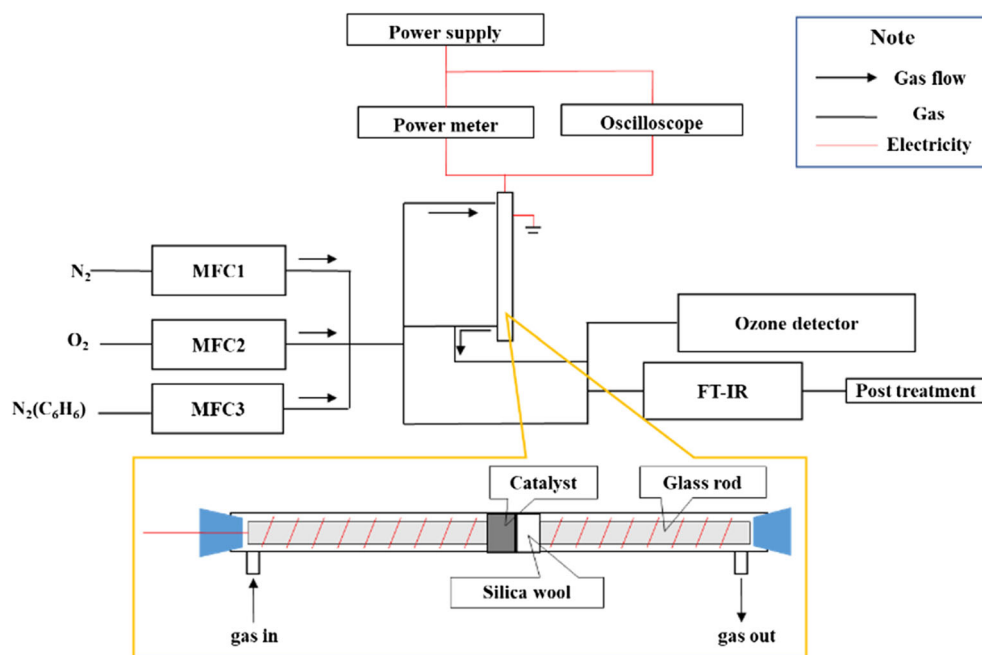 Power supply
Note
Gas flow
Power meter
Oscilloscope
Gas
Electricity
N₂
MFC1
O₂
MFC2
Ozone detector
N₂(C₆H₆)
MFC3
FT-IR
Post treatment
Catalyst
Glass rod
Silica wool
gas in
gas out